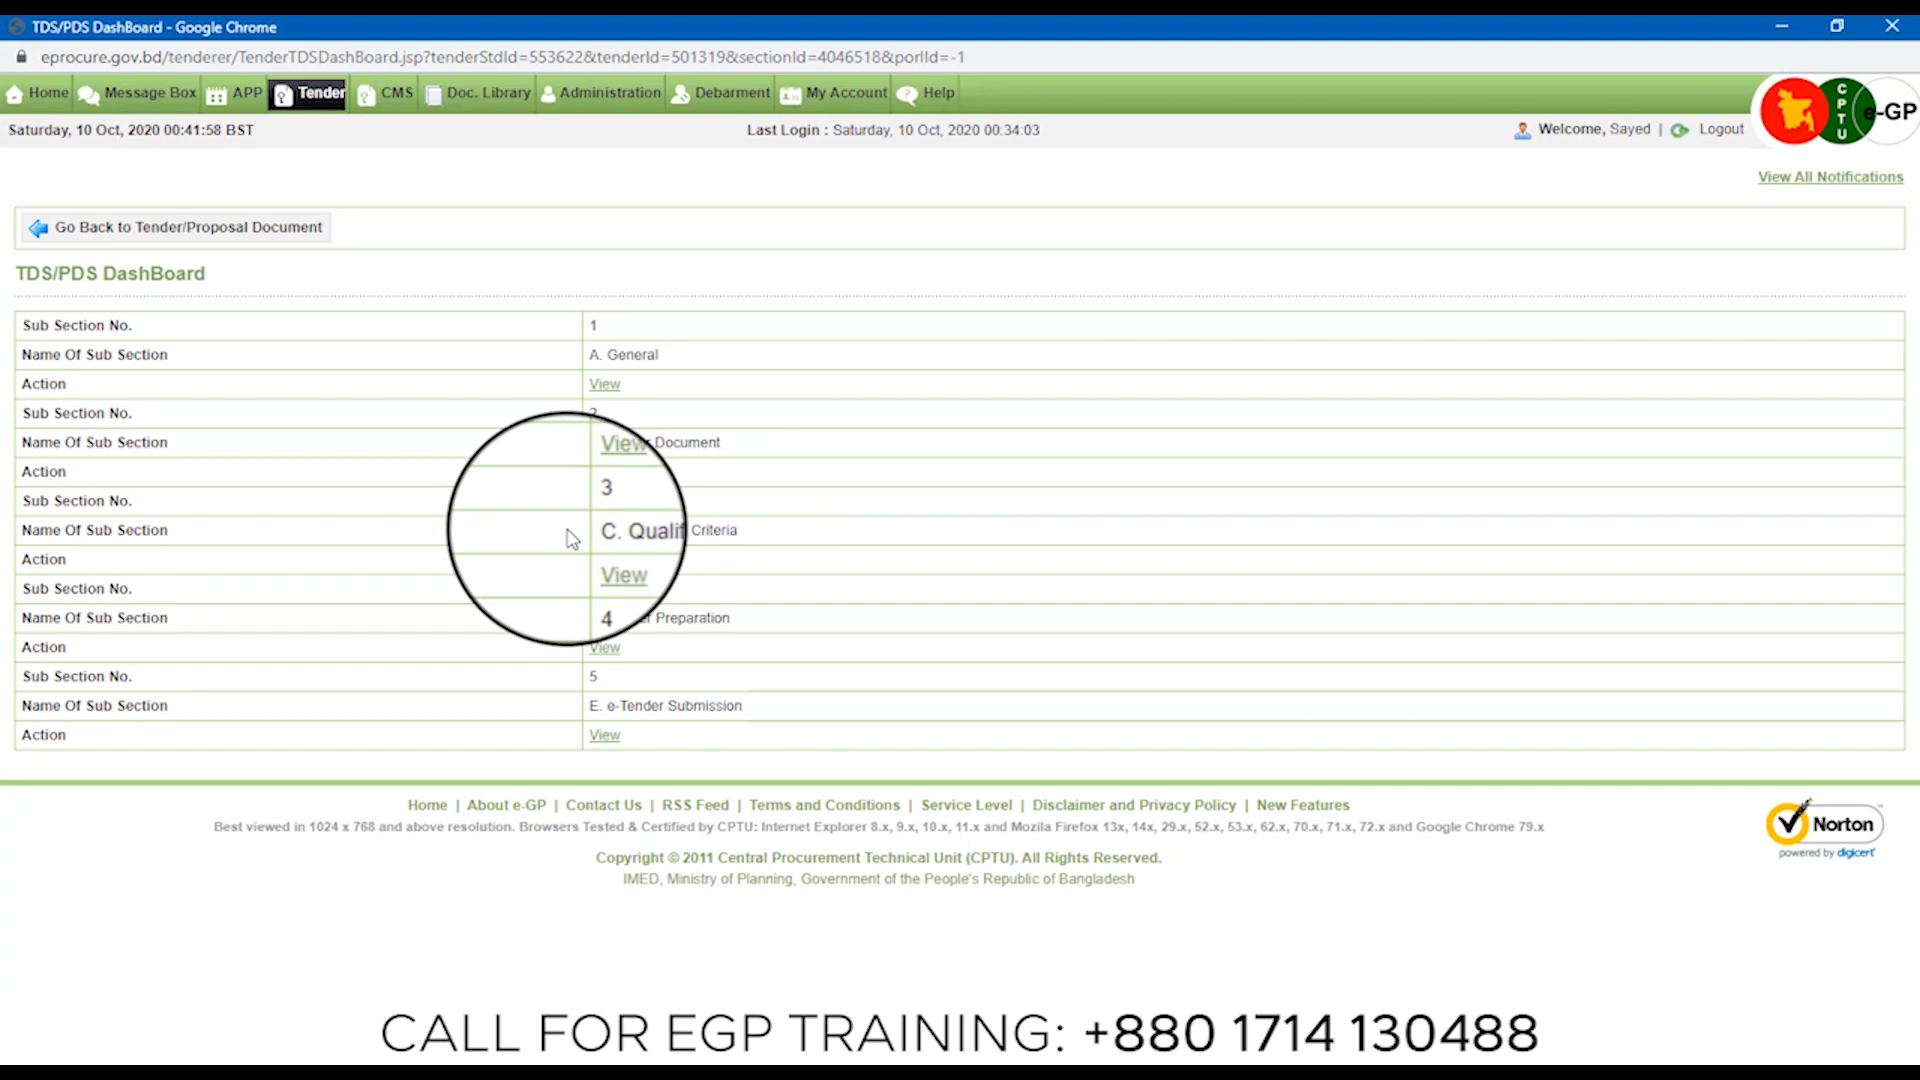 TDS/PDS DashBoard - Google Chrome
eprocure.gov.bd/tenderer/TenderTDSDashBoard.jsp?tenderStdId=553622&tenderId=501319&sectionId=4046518&porlId=-1
Home Message Box APP Tender CMS Doc. Library Administration Debarment My Account Help
CPTU e-GP
Saturday, 10 Oct, 2020 00:41:58 BST Last Login : Saturday, 10 Oct, 2020 00:34:03 Welcome, Sayed | Logout
View All Notifications
Go Back to Tender/Proposal Document
TDS/PDS DashBoard
Sub Section No. 1
Name Of Sub Section A. General
Action View
Sub Section No. 2
Name Of Sub Section Document
Action View
Sub Section No. 3
Name Of Sub Section C. Qualif Criteria
Action View
Sub Section No. 4
Name Of Sub Section Preparation
Action View
Sub Section No. 5
Name Of Sub Section E. e-Tender Submission
Action View
Home | About e-GP | Contact Us | RSS Feed | Terms and Conditions | Service Level | Disclaimer and Privacy Policy | New Features
Best viewed in 1024 x 768 and above resolution. Browsers Tested & Certified by CPTU: Internet Explorer 8.x, 9.x, 10.x, 11.x and Mozilla Firefox 13x, 14x, 29.x, 52.x, 53.x, 62.x, 70.x, 71.x, 72.x and Google Chrome 79.x
Copyright © 2011 Central Procurement Technical Unit (CPTU). All Rights Reserved.
IMED, Ministry of Planning, Government of the People's Republic of Bangladesh
Norton
powered by digicert
CALL FOR EGP TRAINING: +880 1714 130488